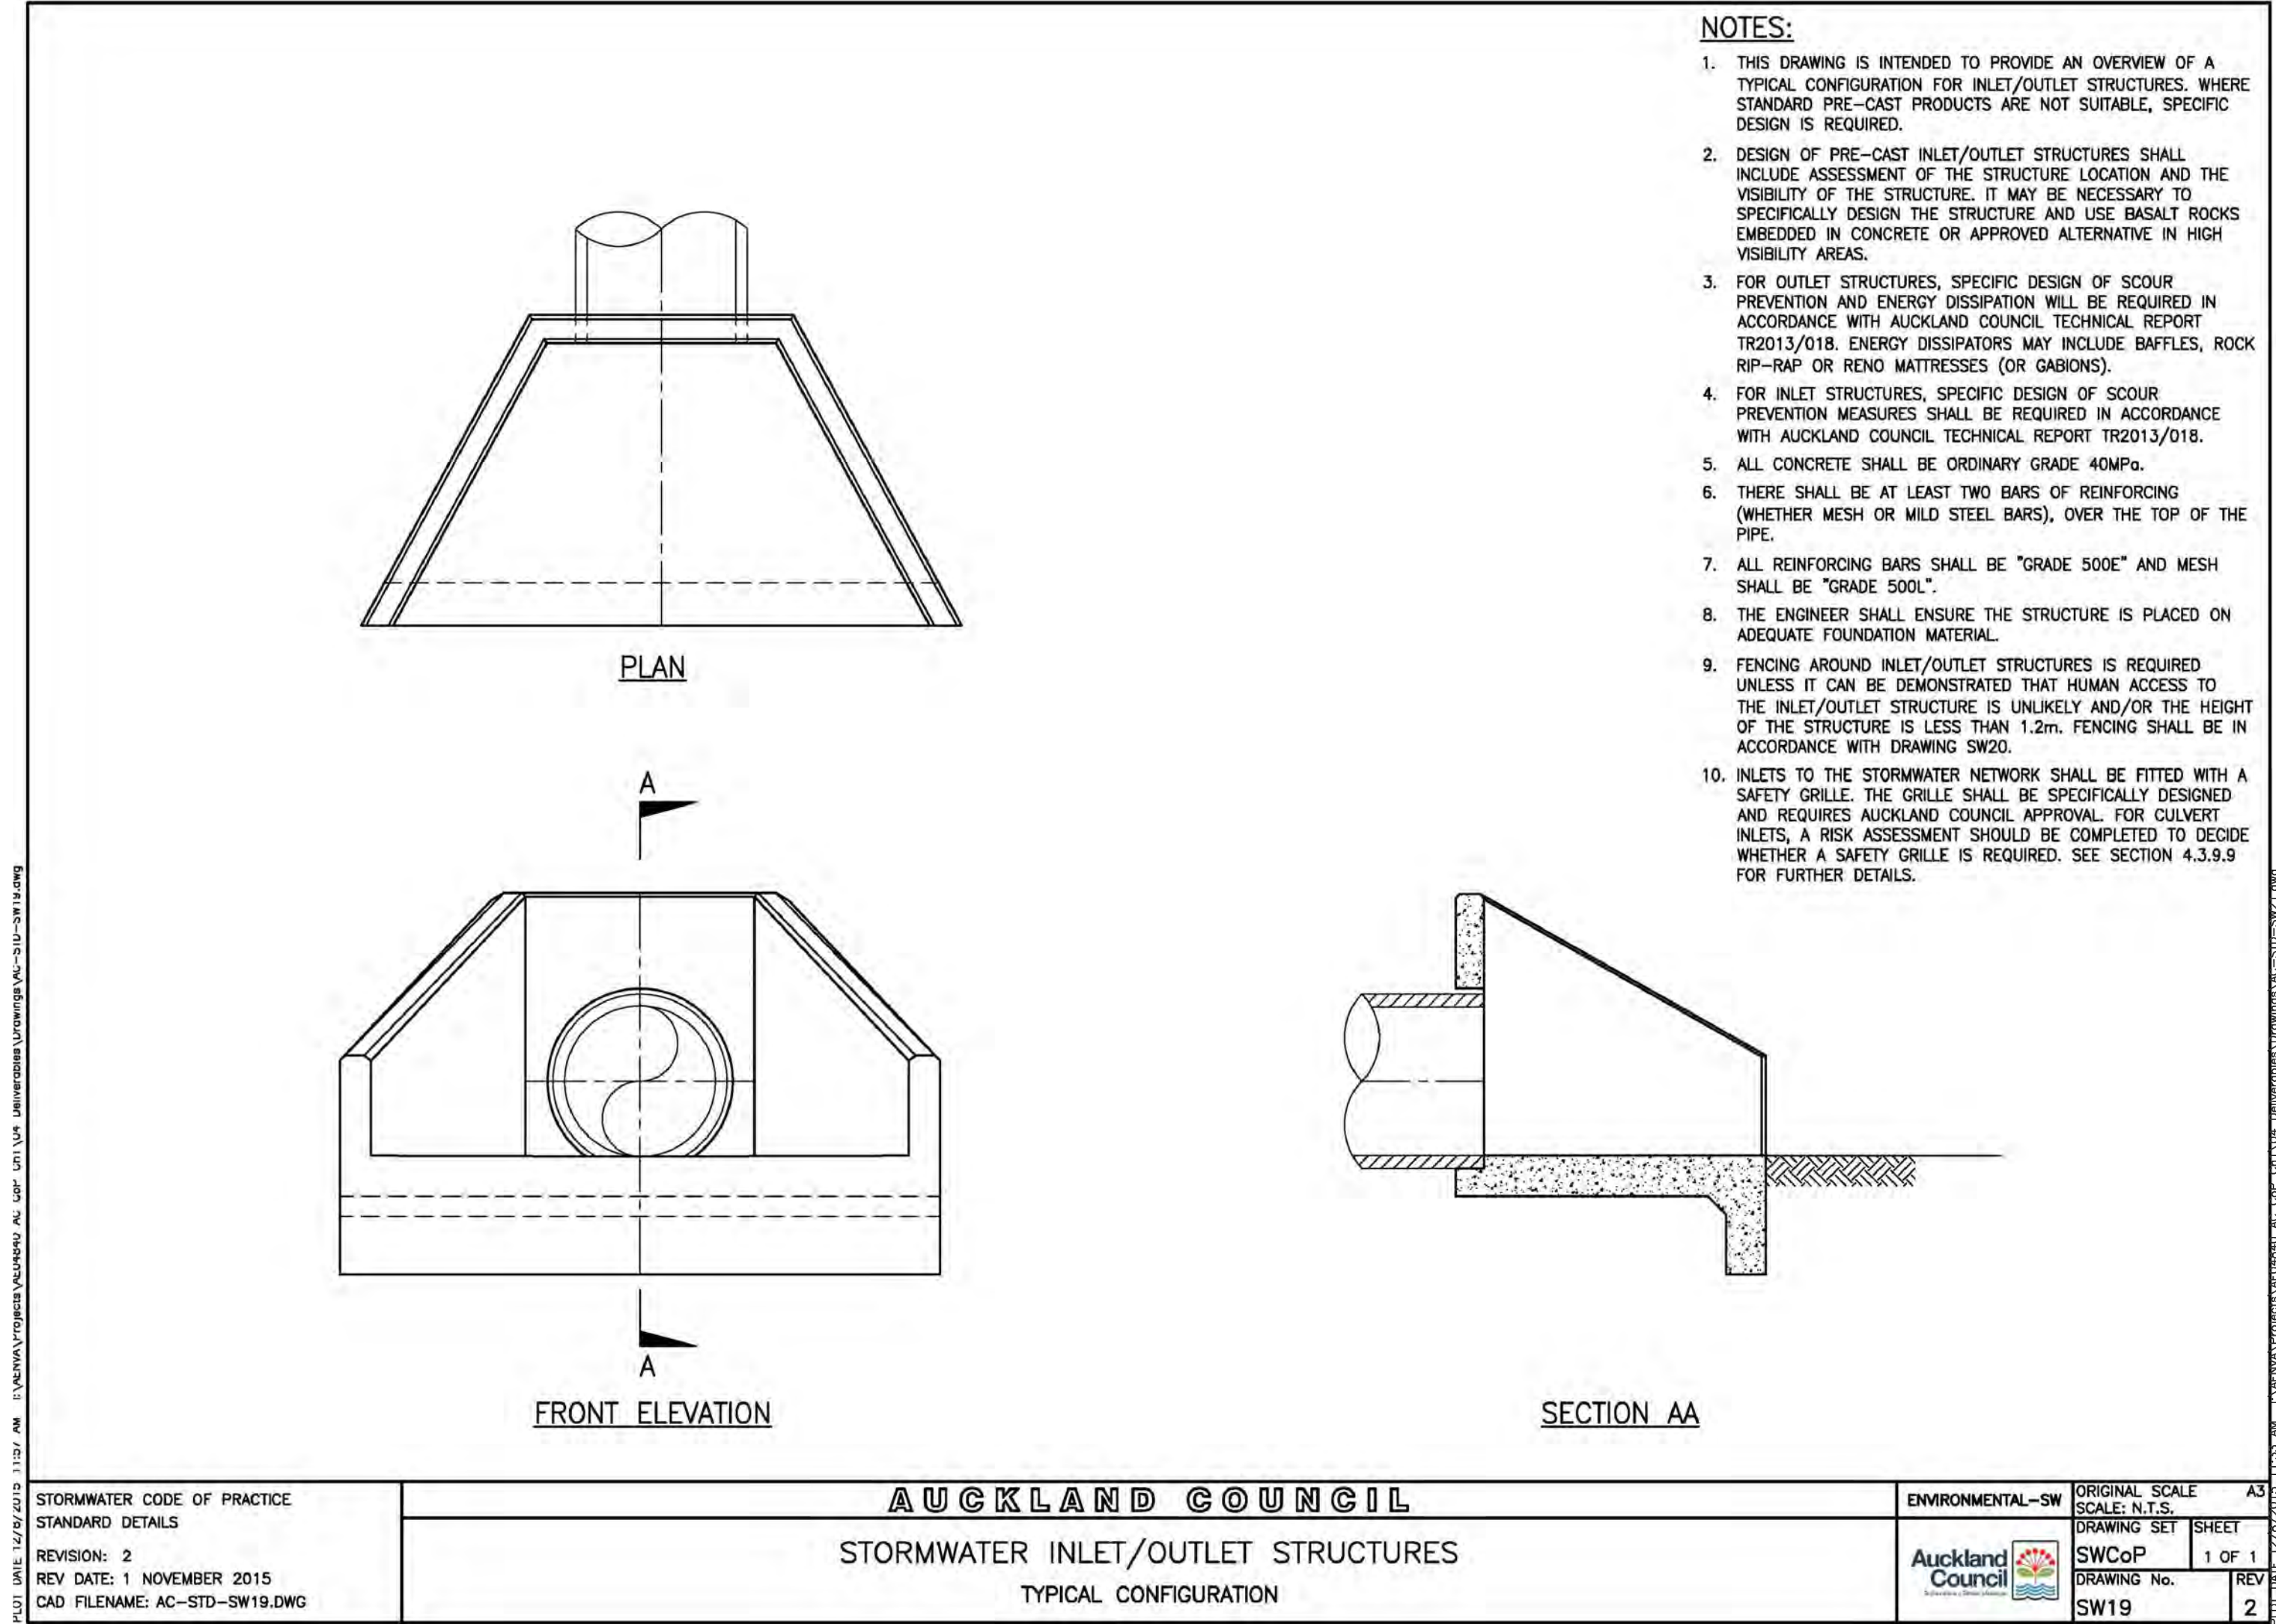 NOTES:
1. THIS DRAWING IS INTENDED TO PROVIDE AN OVERVIEW OF A
TYPICAL CONFIGURATION FOR INLET/OUTLET STRUCTURES. WHERE
STANDARD PRE-CAST PRODUCTS ARE NOT SUITABLE, SPECIFIC
DESIGN IS REQUIRED.
2. DESIGN OF PRE-CAST INLET/OUTLET STRUCTURES SHALL
INCLUDE ASSESSMENT OF THE STRUCTURE LOCATION AND THE
VISIBILITY OF THE STRUCTURE. IT MAY BE NECESSARY TO
SPECIFICALLY DESIGN THE STRUCTURE AND USE BASALT ROCKS
EMBEDDED IN CONCRETE OR APPROVED ALTERNATIVE IN HIGH
VISIBILITY AREAS.
3. FOR OUTLET STRUCTURES, SPECIFIC DESIGN OF SCOUR
PREVENTION AND ENERGY DISSIPATION WILL BE REQUIRED IN
ACCORDANCE WITH AUCKLAND COUNCIL TECHNICAL REPORT
TR2013/018. ENERGY DISSIPATORS MAY INCLUDE BAFFLES, ROCK
RIP-RAP OR RENO MATTRESSES (OR GABIONS).
4. FOR INLET STRUCTURES, SPECIFIC DESIGN OF SCOUR
PREVENTION MEASURES SHALL BE REQUIRED IN ACCORDANCE
WITH AUCKLAND COUNCIL TECHNICAL REPORT TR2013/018.
5. ALL CONCRETE SHALL BE ORDINARY GRADE 40MPa.
6. THERE SHALL BE AT LEAST TWO BARS OF REINFORCING
(WHETHER MESH OR MILD STEEL BARS), OVER THE TOP OF THE
PIPE.
7. ALL REINFORCING BARS SHALL BE "GRADE 500E" AND MESH
SHALL BE "GRADE 500L".
8. THE ENGINEER SHALL ENSURE THE STRUCTURE IS PLACED ON
ADEQUATE FOUNDATION MATERIAL.
9. FENCING AROUND INLET/OUTLET STRUCTURES IS REQUIRED
UNLESS IT CAN BE DEMONSTRATED THAT HUMAN ACCESS TO
THE INLET/OUTLET STRUCTURE IS UNLIKELY AND/OR THE HEIGHT
OF THE STRUCTURE IS LESS THAN 1.2m. FENCING SHALL BE IN
ACCORDANCE WITH DRAWING SW20.
10. INLETS TO THE STORMWATER NETWORK SHALL BE FITTED WITH A
SAFETY GRILLE. THE GRILLE SHALL BE SPECIFICALLY DESIGNED
AND REQUIRES AUCKLAND COUNCIL APPROVAL. FOR CULVERT
INLETS, A RISK ASSESSMENT SHOULD BE COMPLETED TO DECIDE
WHETHER A SAFETY GRILLE IS REQUIRED. SEE SECTION 4.3.9.9
FOR FURTHER DETAILS.
PLAN
A
A
FRONT ELEVATION
SECTION AA
STORMWATER CODE OF PRACTICE
STANDARD DETAILS
REVISION: 2
REV DATE: 1 NOVEMBER 2015
CAD FILENAME: AC-STD-SW19.DWG
AUCKLAND COUNCIL
STORMWATER INLET/OUTLET STRUCTURES
TYPICAL CONFIGURATION
ENVIRONMENTAL-SW
Auckland
Council
ORIGINAL SCALE A3
SCALE: N.T.S.
DRAWING SET SHEET
SWCoP 1 OF 1
DRAWING No. REV
SW19 2
PLOT DATE 12/8/2015 11:57 AM